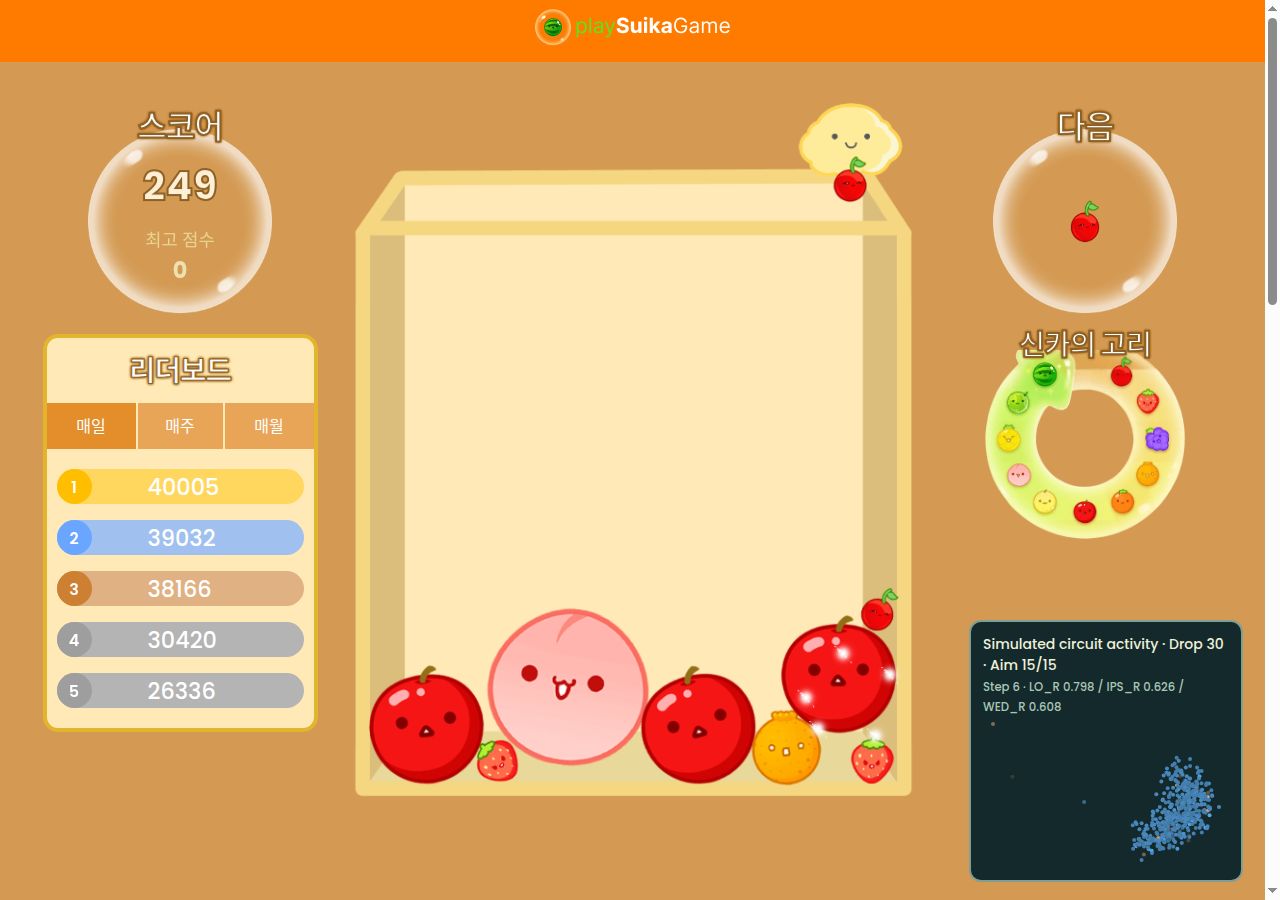 playSuikaGame
스코어
249
최고 점수
0
리더보드
매일 매주 매월
1 40005
2 39032
3 38166
4 30420
5 26336
다음
신카의 고리
Simulated circuit activity · Drop 30
· Aim 15/15
Step 6 · LO_R 0.798 / IPS_R 0.626 /
WED_R 0.608